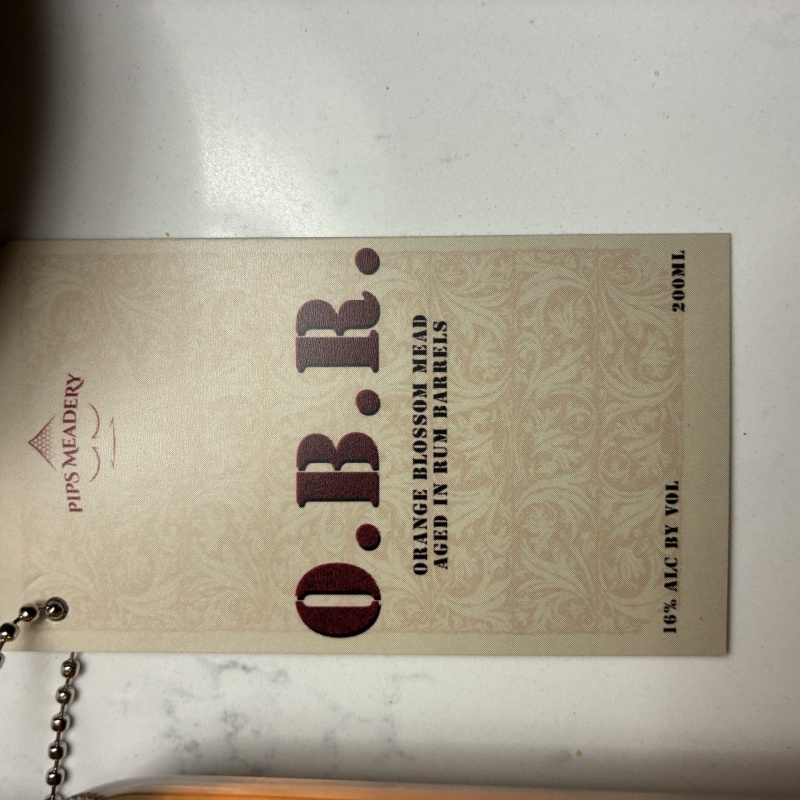 PIPS MEADERY
O.B.R.
ORANGE BLOSSOM MEAD
AGED IN RUM BARRELS
16% ALC BY VOL
200ML